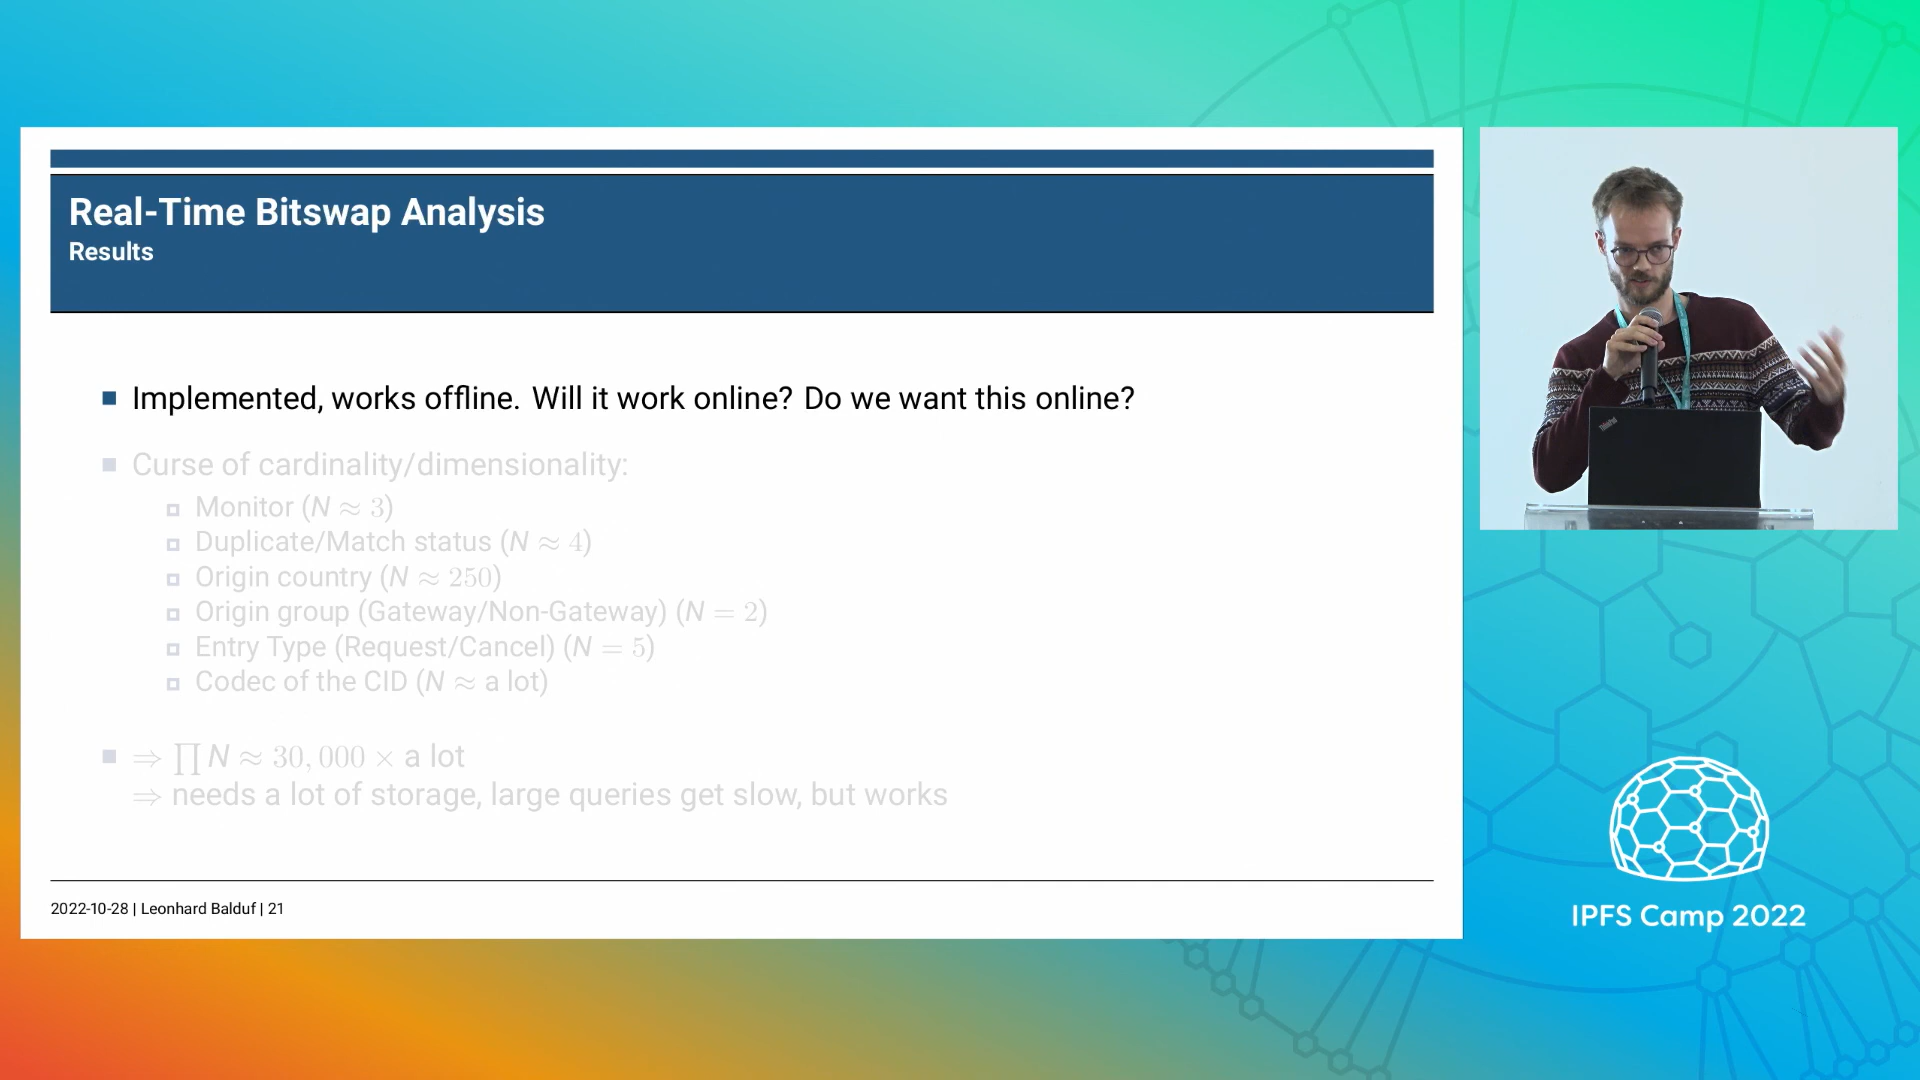 Real-Time Bitswap Analysis
Results
Implemented, works offline. Will it work online? Do we want this online?
Curse of cardinality/dimensionality:
Monitor (N ≈ 3)
Duplicate/Match status (N ≈ 4)
Origin country (N ≈ 250)
Origin group (Gateway/Non-Gateway) (N = 2)
Entry Type (Request/Cancel) (N = 5)
Codec of the CID (N ≈ a lot)
⇒ ∏ N ≈ 30,000 × a lot
⇒ needs a lot of storage, large queries get slow, but works
2022-10-28 | Leonhard Balduf | 21
ThinkPad
IPFS Camp 2022